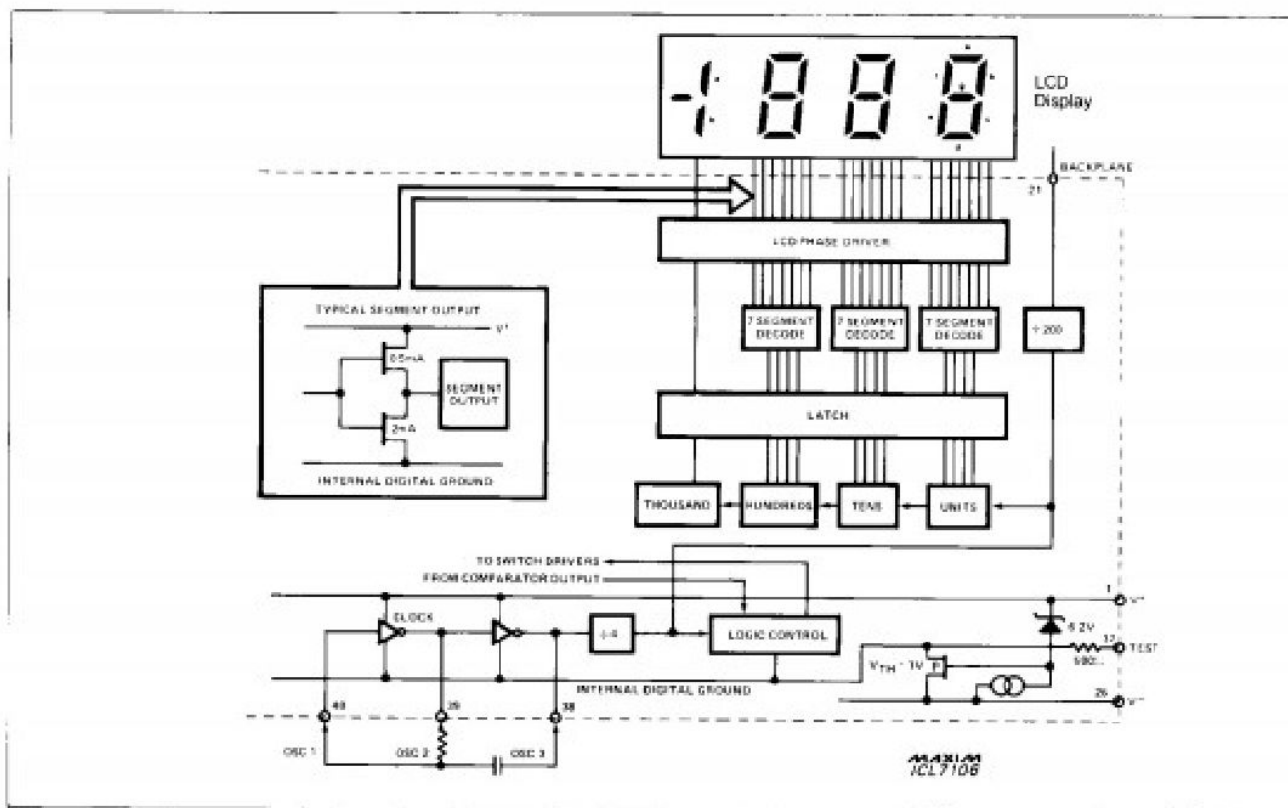 LCD
Display
BACKPLANE
21
LCD PHASE DRIVER
TYPICAL SEGMENT OUTPUT
V+
0.5mA
SEGMENT
OUTPUT
2mA
INTERNAL DIGITAL GROUND
7 SEGMENT
DECODE
7 SEGMENT
DECODE
7 SEGMENT
DECODE
÷200
LATCH
THOUSAND
HUNDREDS
TENS
UNITS
TO SWITCH DRIVERS
FROM COMPARATOR OUTPUT
1
CLOCK
÷4
LOGIC CONTROL
6.2V
37
TEST
500Ω
INTERNAL DIGITAL GROUND
26
40
39
38
OSC 1
OSC 2
OSC 3
MAXIM
ICL7106